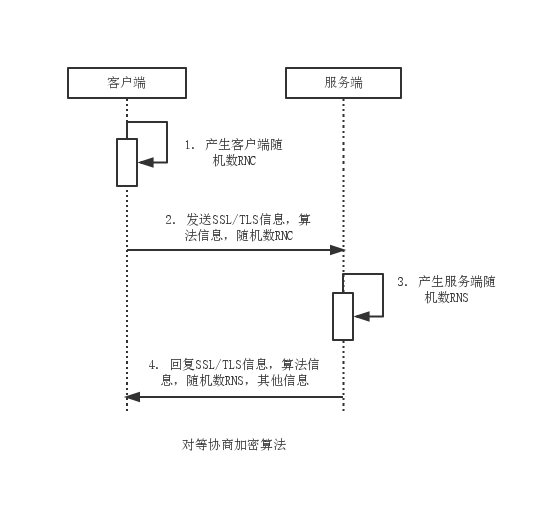 客户端
服务端
1. 产生客户端随
机数RNC
2. 发送SSL/TLS信息，算
法信息，随机数RNC
3. 产生服务端随
机数RNS
4. 回复SSL/TLS信息，算法信
息，随机数RNS，其他信息
对等协商加密算法